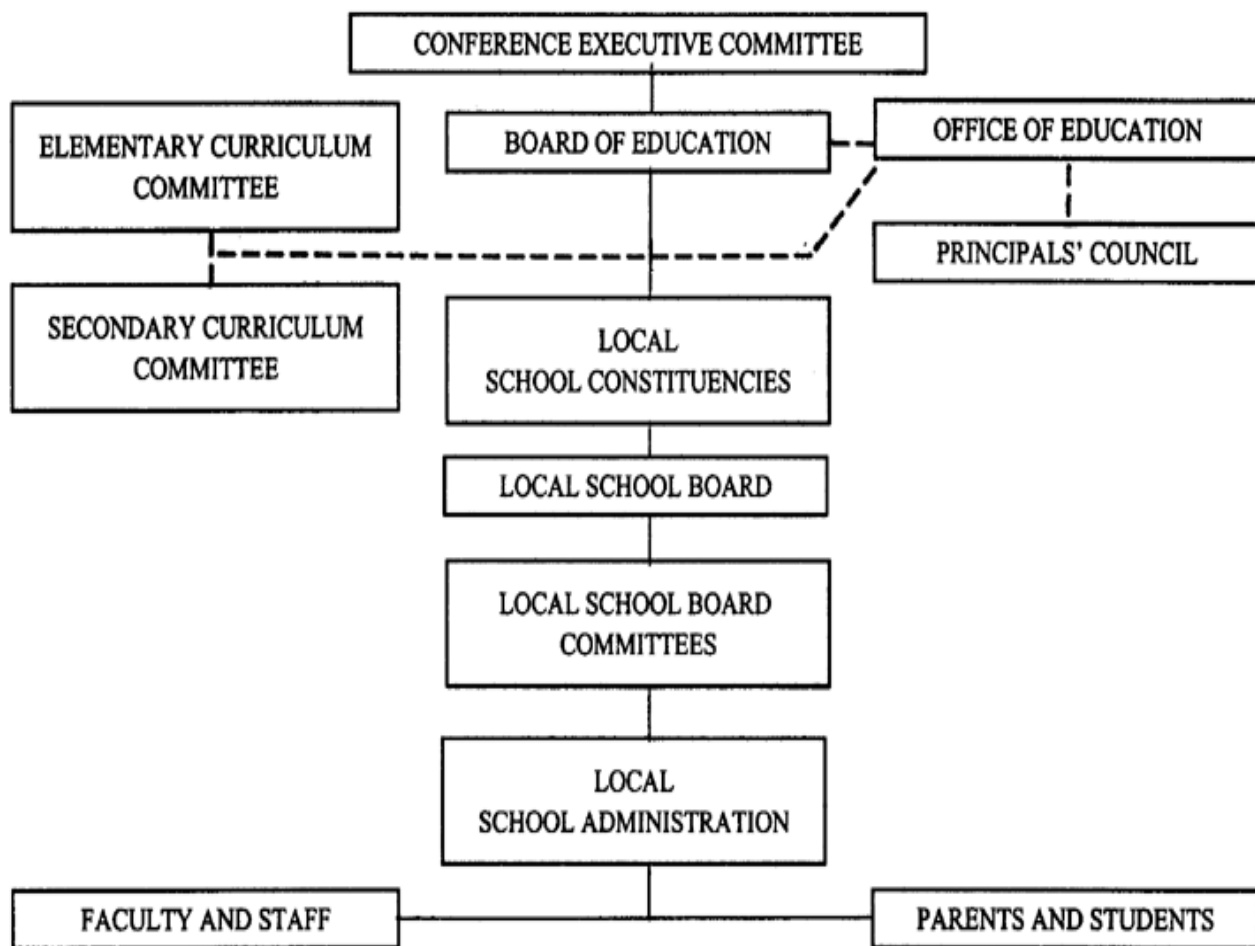 CONFERENCE EXECUTIVE COMMITTEE
ELEMENTARY CURRICULUM
COMMITTEE
BOARD OF EDUCATION
OFFICE OF EDUCATION
PRINCIPALS' COUNCIL
SECONDARY CURRICULUM
COMMITTEE
LOCAL
SCHOOL CONSTITUENCIES
LOCAL SCHOOL BOARD
LOCAL SCHOOL BOARD
COMMITTEES
LOCAL
SCHOOL ADMINISTRATION
FACULTY AND STAFF
PARENTS AND STUDENTS